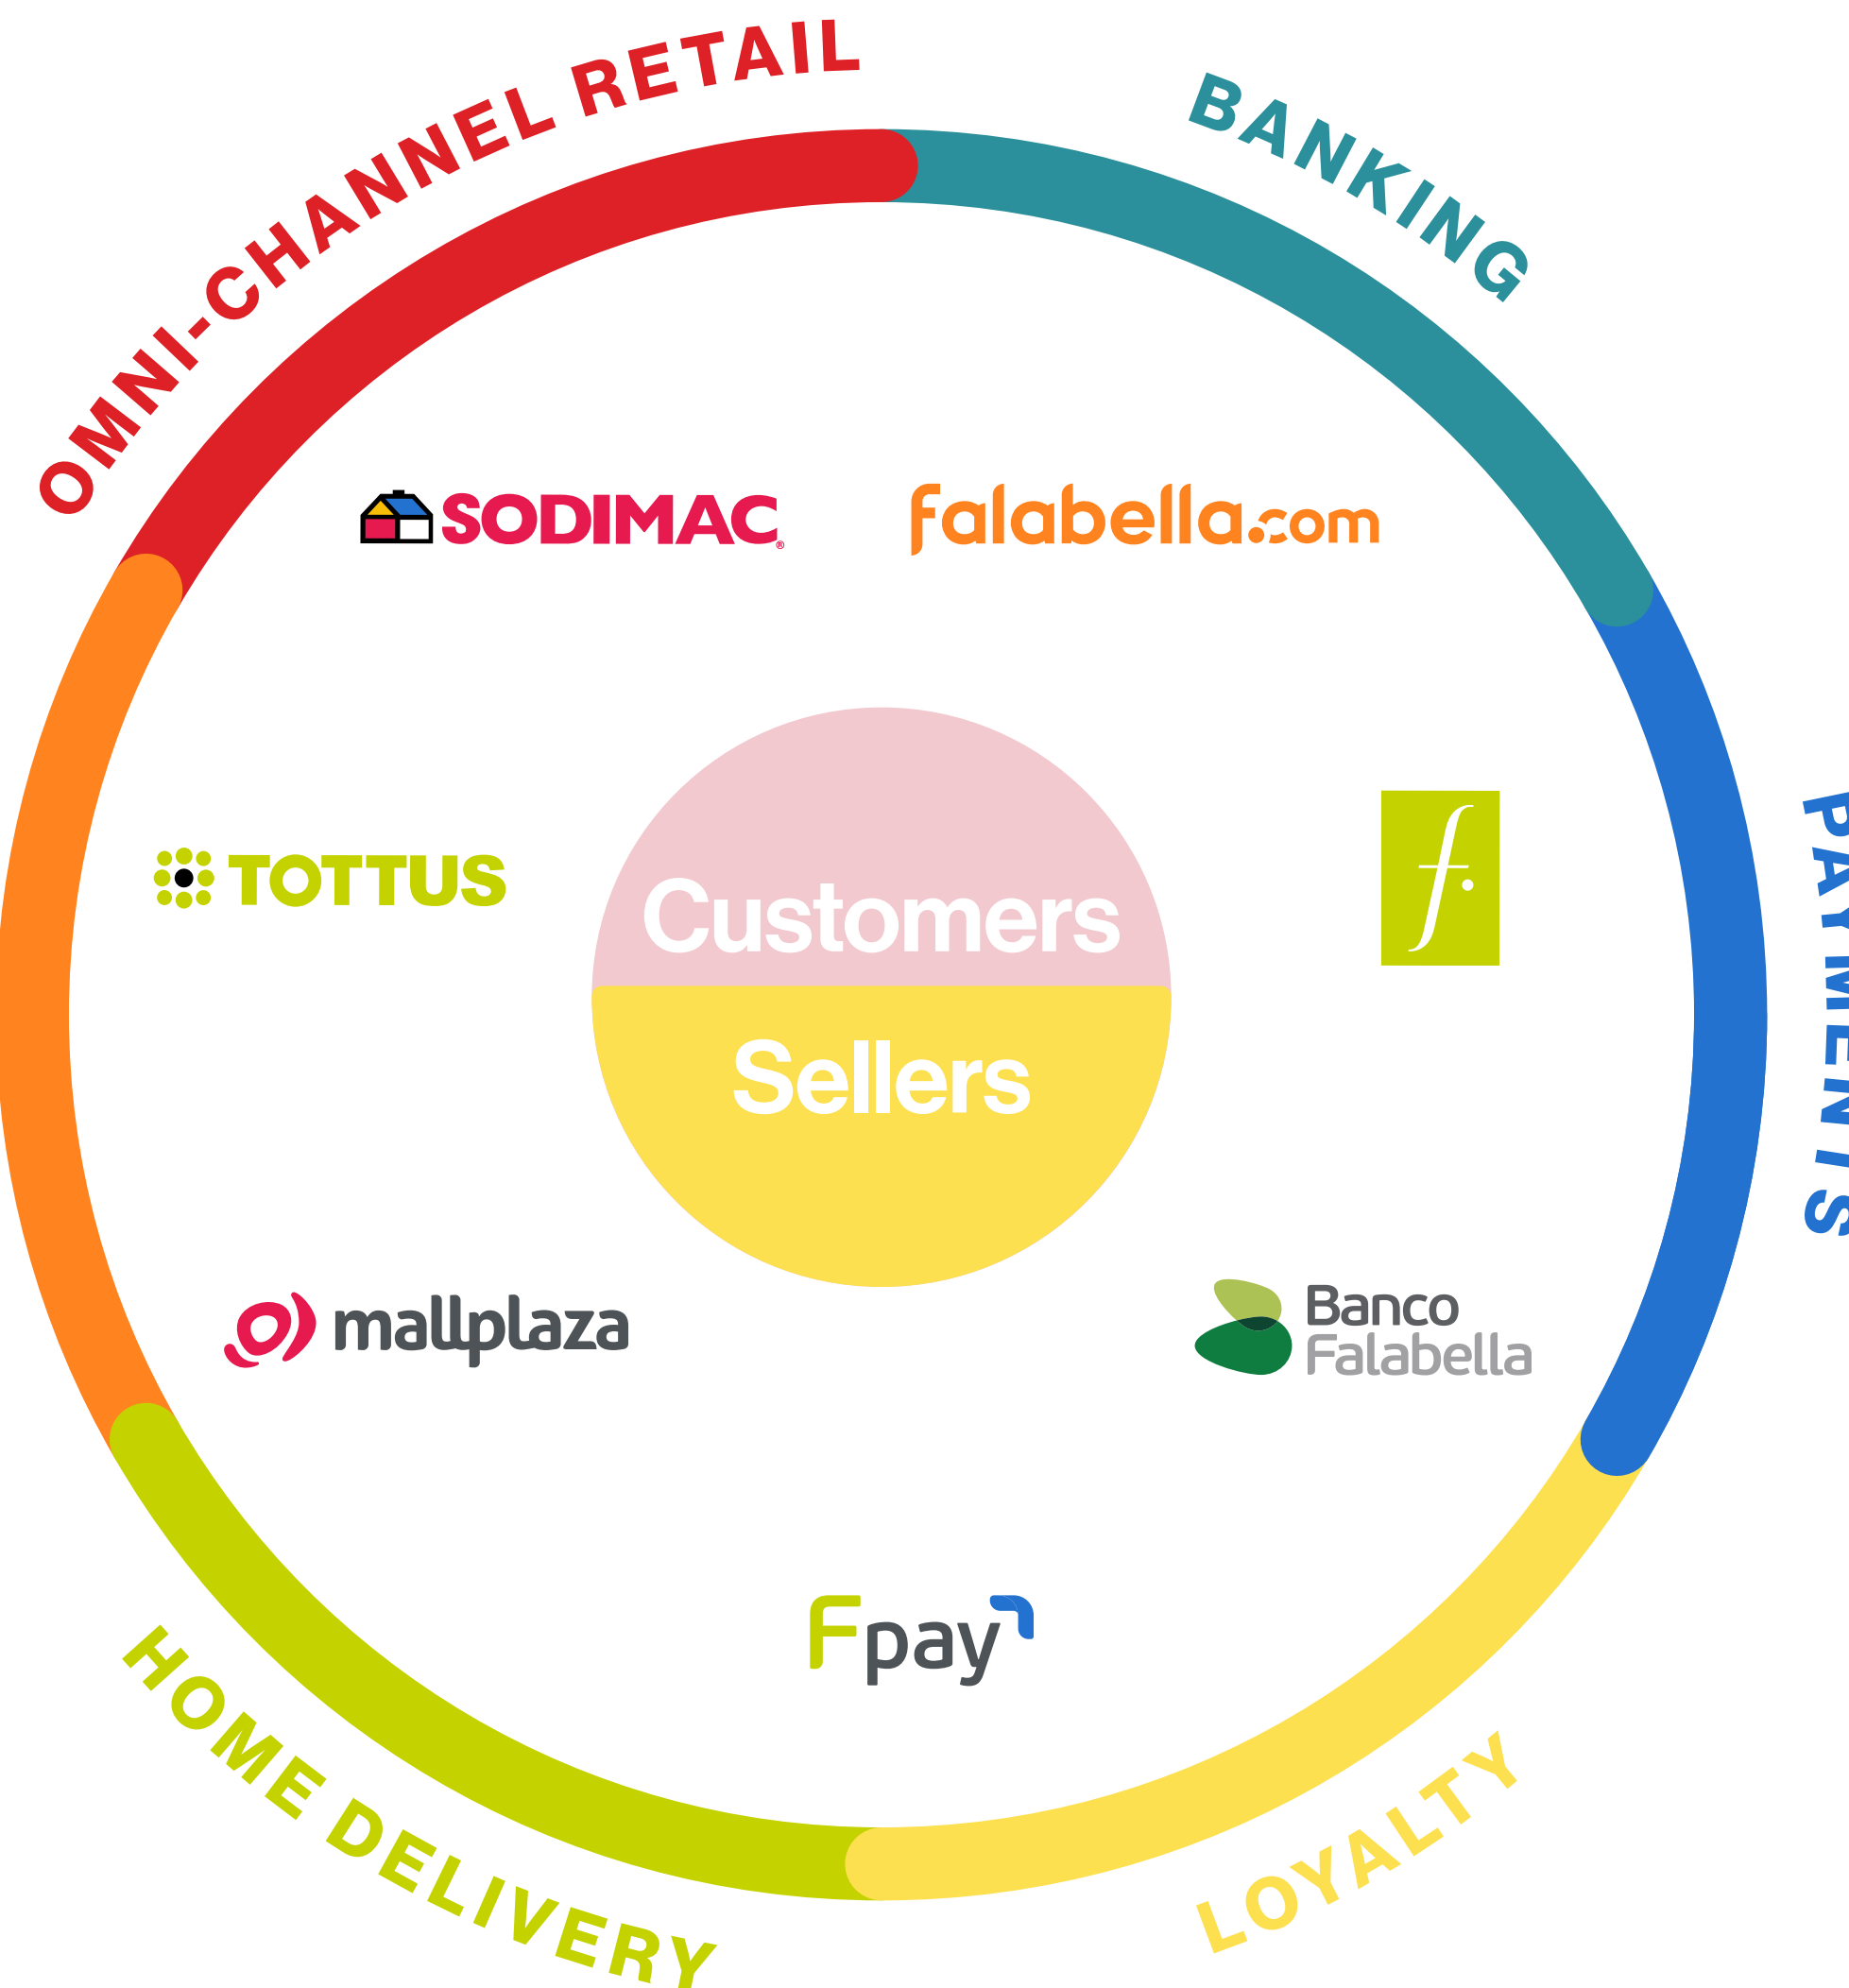 OMNI-CHANNEL RETAIL
BANKING
SODIMAC®
falabella.com
PAYMENTS
TOTTUS
f.
Customers
Sellers
mallplaza
Banco
Falabella
Fpay
HOME DELIVERY
LOYALTY